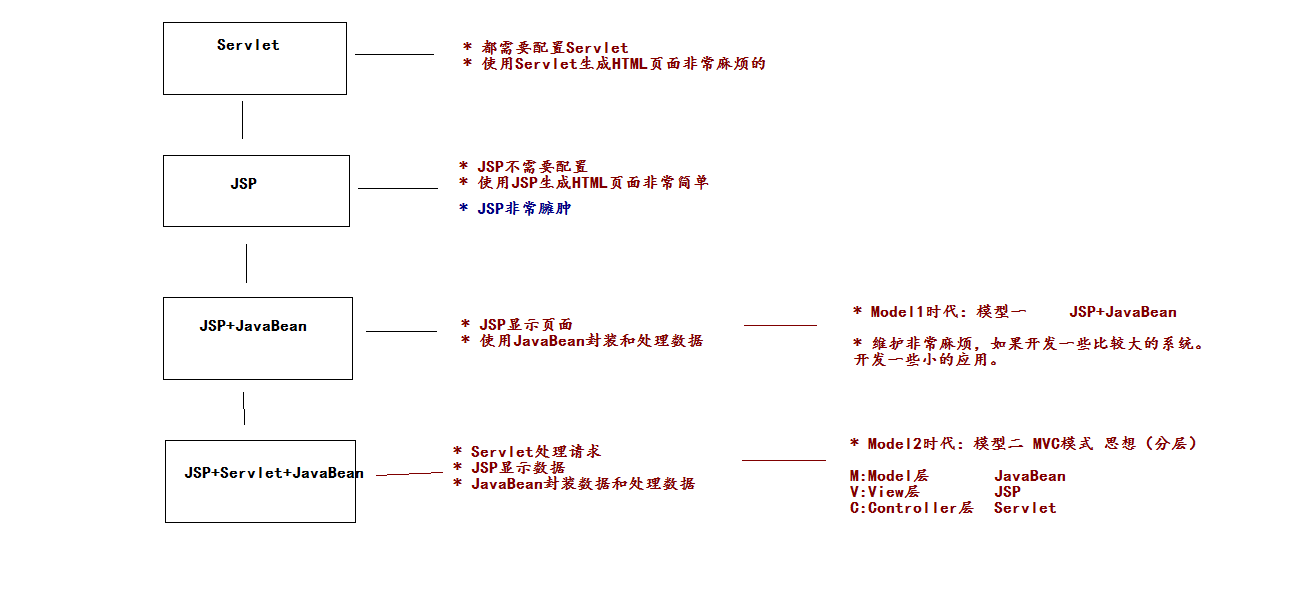 Servlet
* 都需要配置Servlet
* 使用Servlet生成HTML页面非常麻烦的
JSP
* JSP不需要配置
* 使用JSP生成HTML页面非常简单
* JSP非常臃肿
JSP+JavaBean
* JSP显示页面
* 使用JavaBean封装和处理数据
* Model1时代：模型一 JSP+JavaBean
* 维护非常麻烦，如果开发一些比较大的系统。
开发一些小的应用。
JSP+Servlet+JavaBean
* Servlet处理请求
* JSP显示数据
* JavaBean封装数据和处理数据
* Model2时代：模型二 MVC模式 思想（分层）
M:Model层 JavaBean
V:View层 JSP
C:Controller层 Servlet